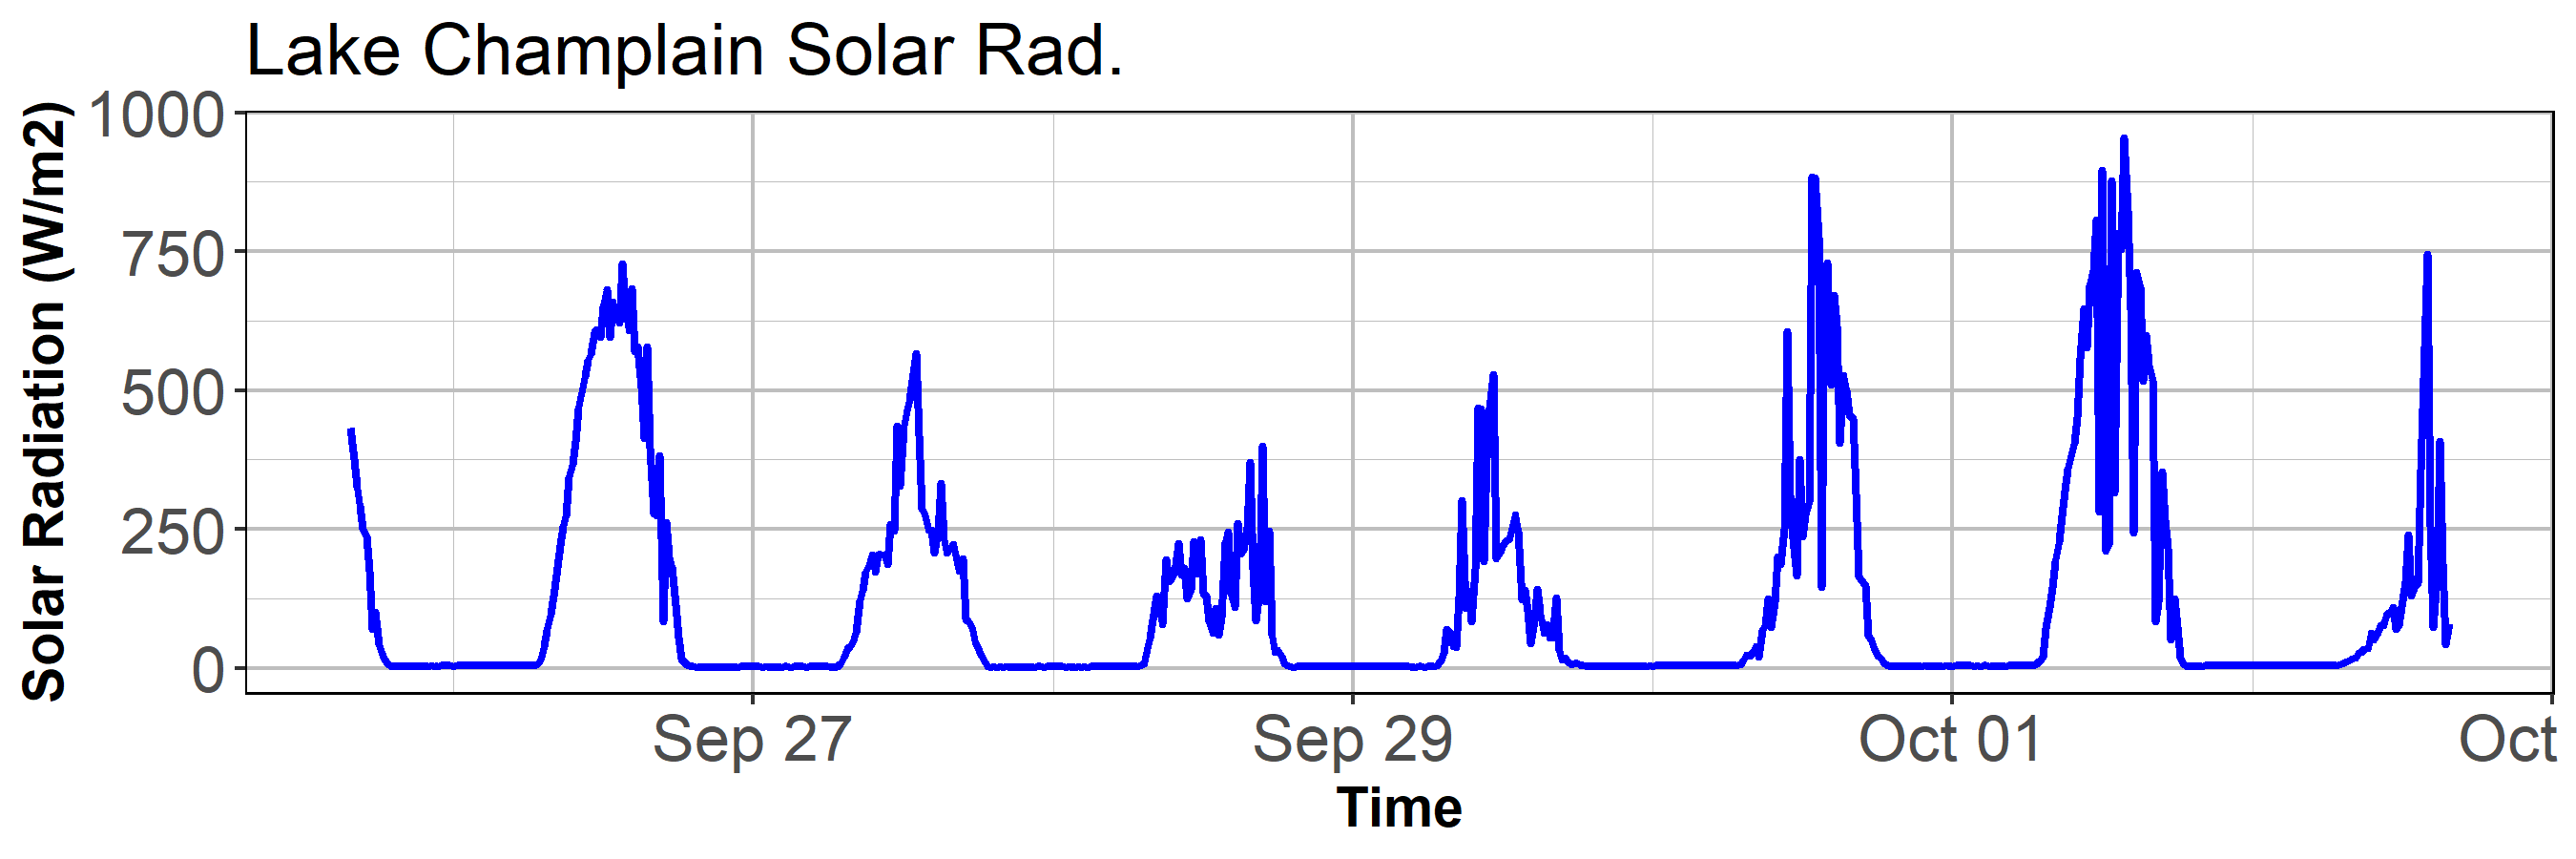 Lake Champlain Solar Rad.
Solar Radiation (W/m2)
1000
750
500
250
0
Sep 27
Sep 29
Oct 01
Oct
Time